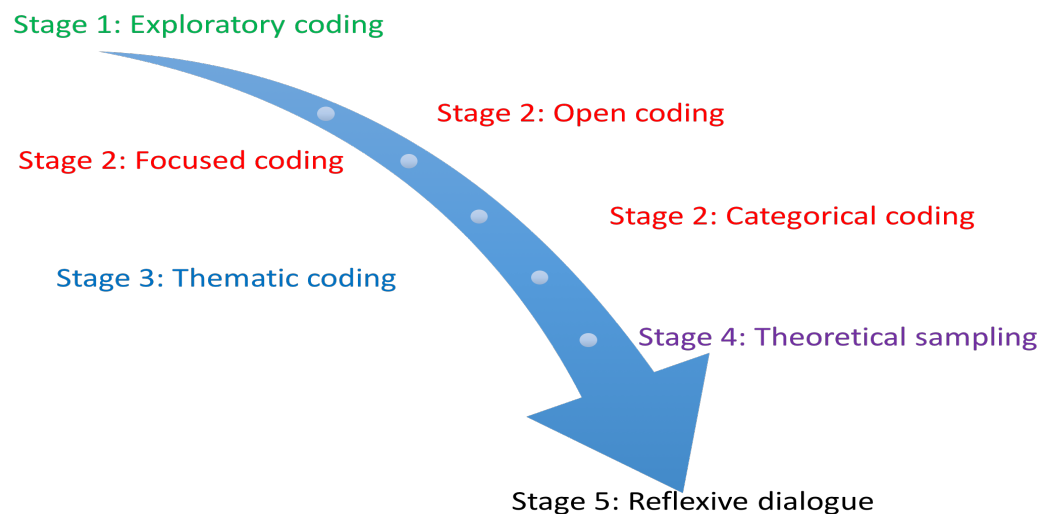 Stage 1: Exploratory coding
Stage 2: Open coding
Stage 2: Focused coding
Stage 2: Categorical coding
Stage 3: Thematic coding
Stage 4: Theoretical sampling
Stage 5: Reflexive dialogue